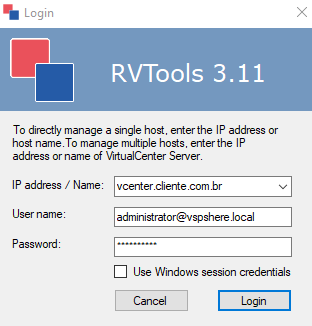 Login
RVTools 3.11
To directly manage a single host, enter the IP address or
host name.To manage multiple hosts, enter the IP
address or name of VirtualCenter Server.
IP address / Name: vcenter.cliente.com.br
User name: administrator@vspshere.local
Password: **********
Use Windows session credentials
Cancel Login